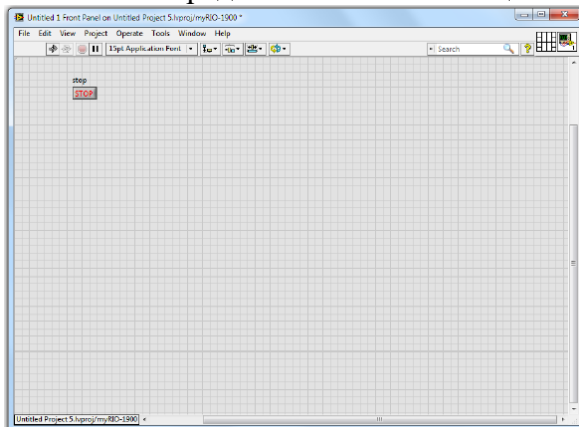 Untitled 1 Front Panel on Untitled Project 5.lvproj/myRIO-1900 *
File Edit View Project Operate Tools Window Help
15pt Application Font Search
stop
STOP
Untitled Project 5.lvproj/myRIO-1900